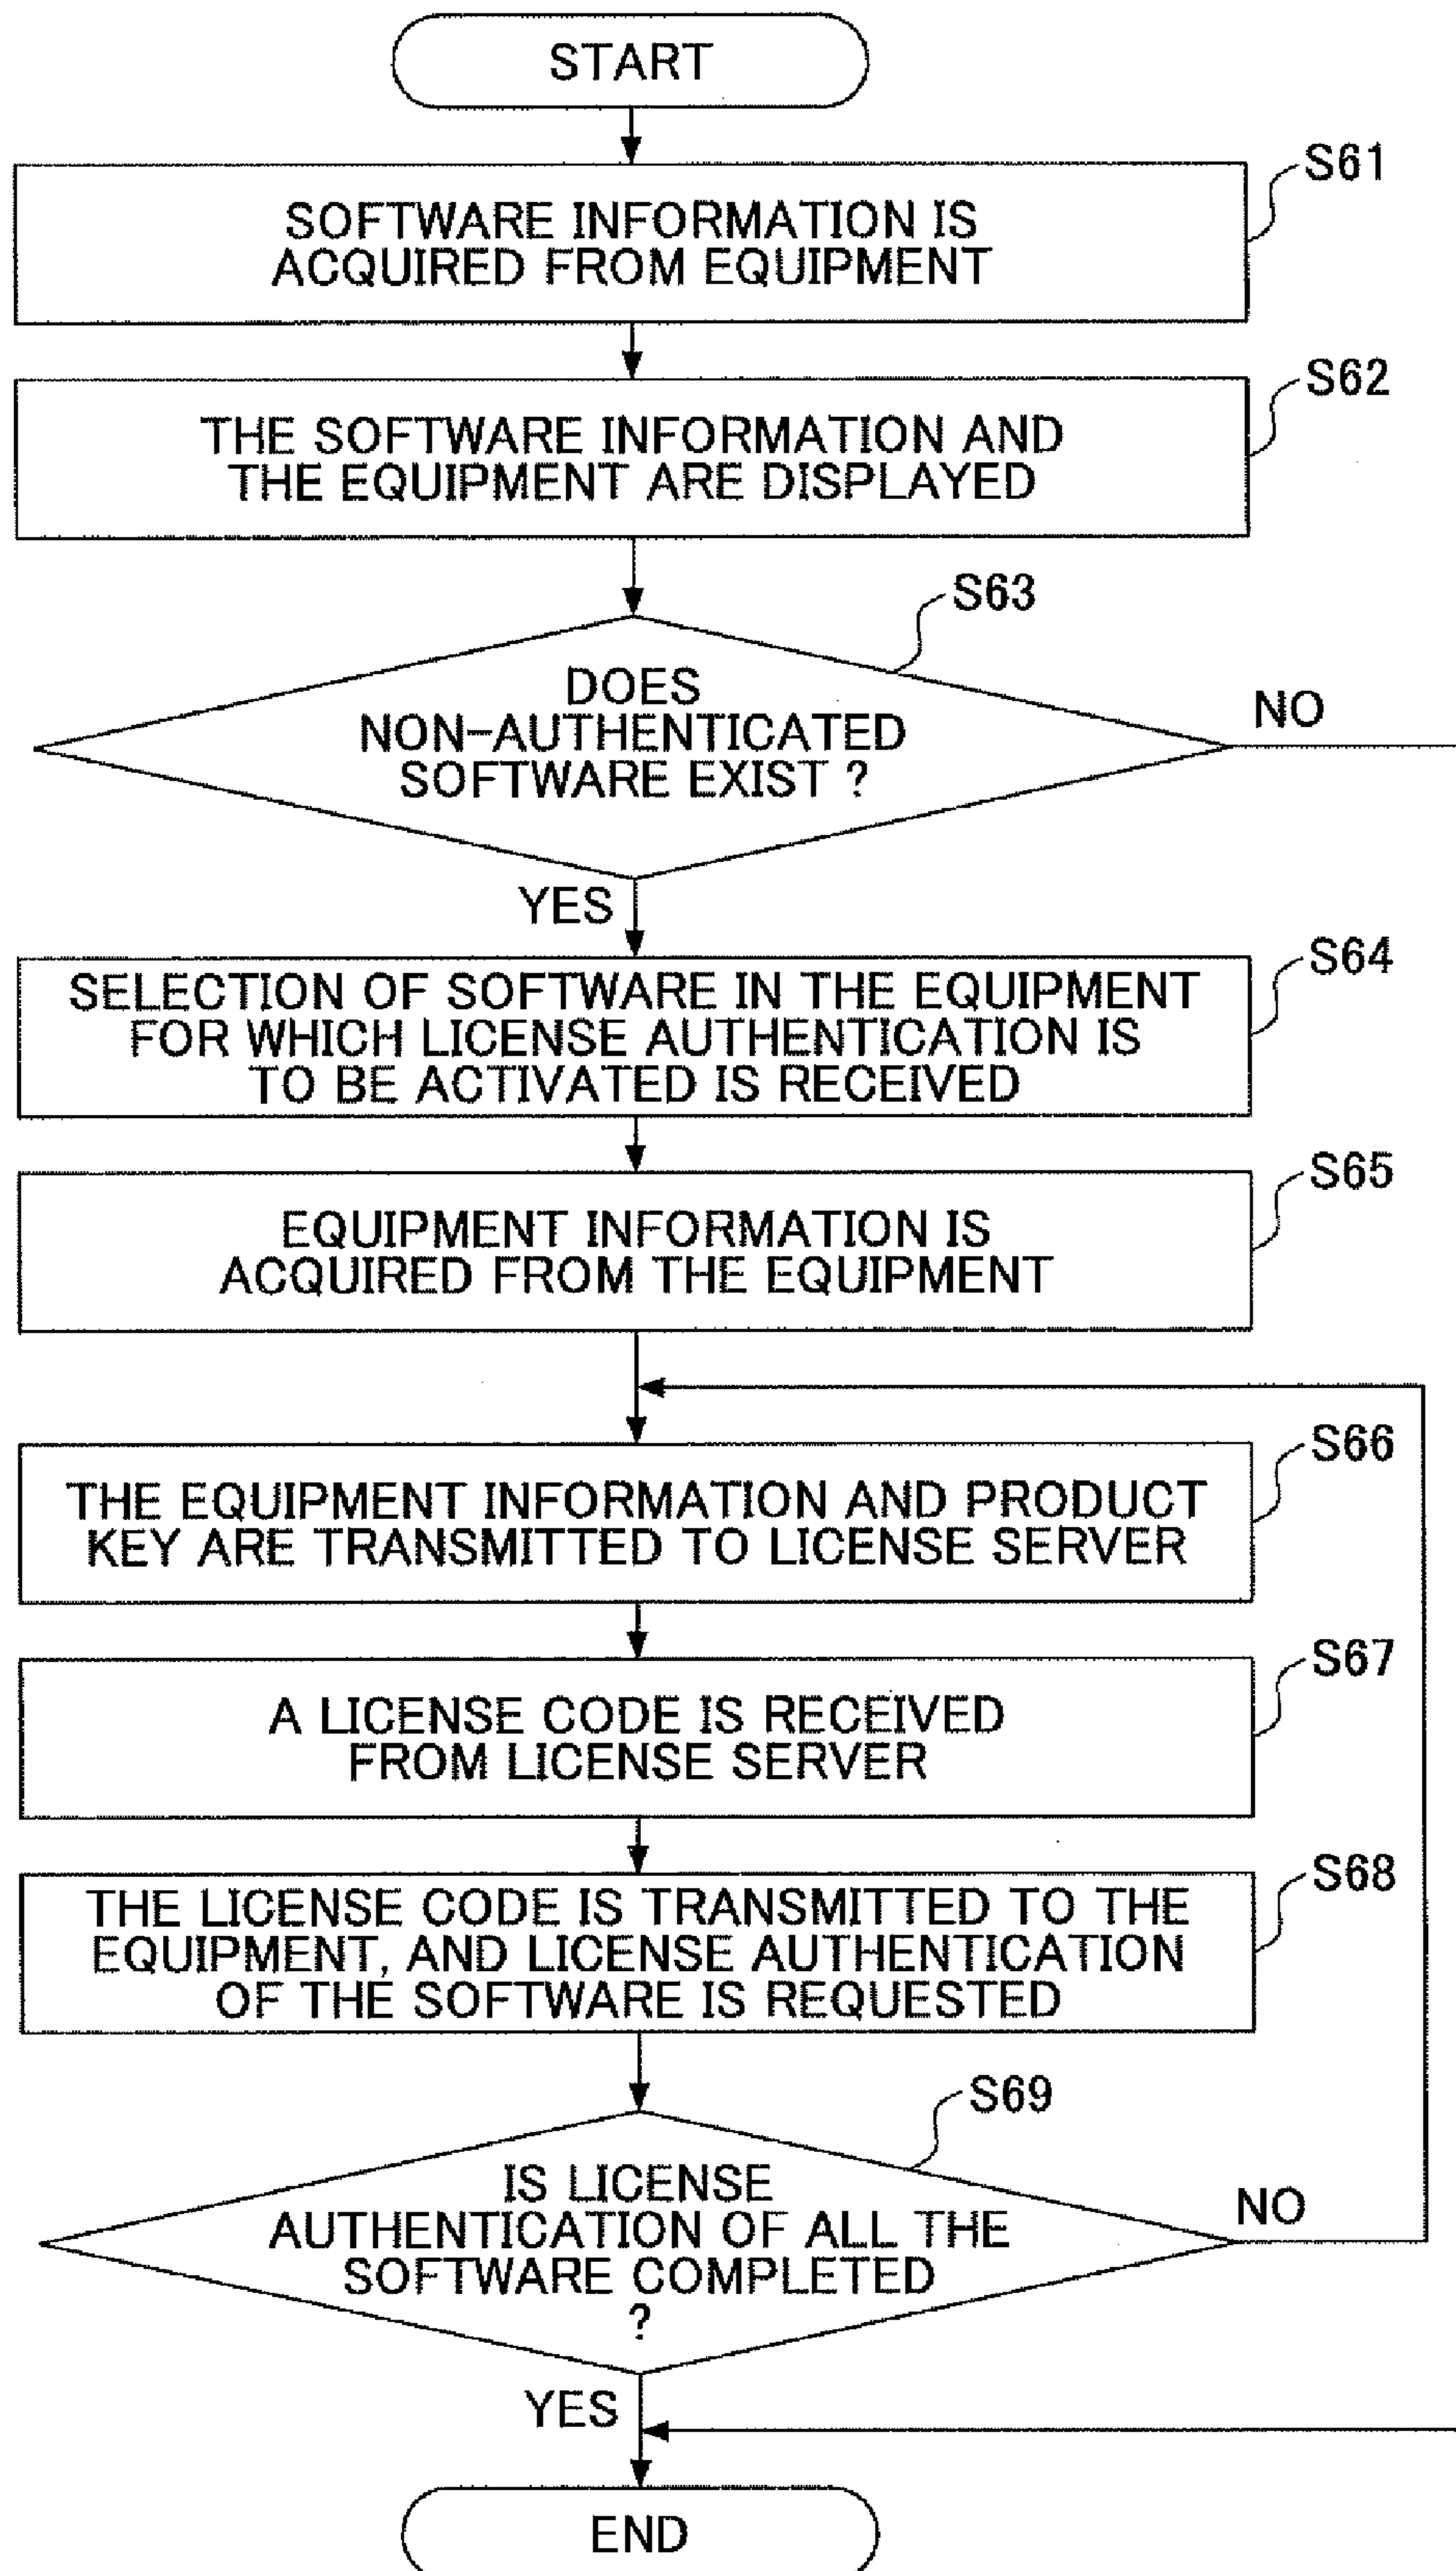 START
S61
SOFTWARE INFORMATION IS
ACQUIRED FROM EQUIPMENT
S62
THE SOFTWARE INFORMATION AND
THE EQUIPMENT ARE DISPLAYED
S63
DOES
NON-AUTHENTICATED
SOFTWARE EXIST ?
NO
YES
S64
SELECTION OF SOFTWARE IN THE EQUIPMENT
FOR WHICH LICENSE AUTHENTICATION IS
TO BE ACTIVATED IS RECEIVED
S65
EQUIPMENT INFORMATION IS
ACQUIRED FROM THE EQUIPMENT
S66
THE EQUIPMENT INFORMATION AND PRODUCT
KEY ARE TRANSMITTED TO LICENSE SERVER
S67
A LICENSE CODE IS RECEIVED
FROM LICENSE SERVER
S68
THE LICENSE CODE IS TRANSMITTED TO THE
EQUIPMENT, AND LICENSE AUTHENTICATION
OF THE SOFTWARE IS REQUESTED
S69
IS LICENSE
AUTHENTICATION OF ALL THE
SOFTWARE COMPLETED
?
NO
YES
END